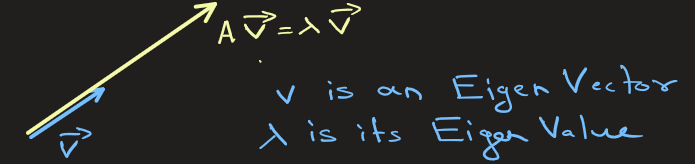 A v⃗ = λ v⃗
v is an Eigen Vector
λ is its Eigen Value
v⃗